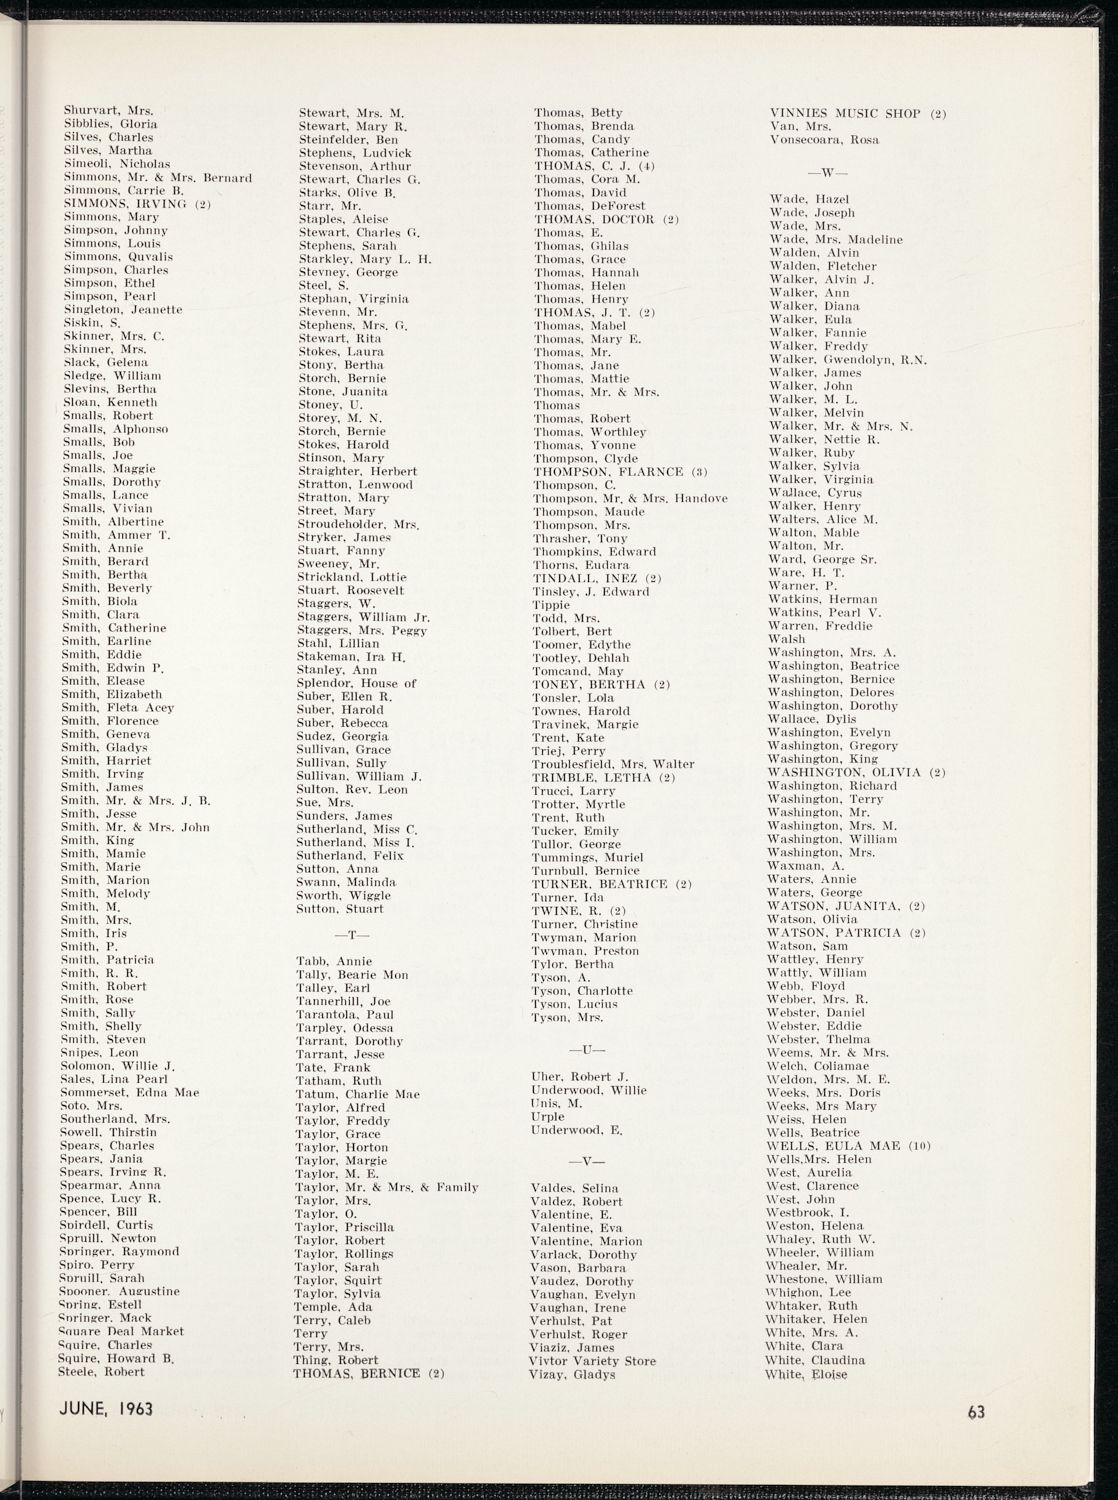 Shurvart, Mrs.
Sibblies, Gloria
Silves, Charles
Silves, Martha
Simeoli, Nicholas
Simmons, Mr. & Mrs. Bernard
Simmons, Carrie B.
SIMMONS, IRVING (2)
Simmons, Mary
Simpson, Johnny
Simmons, Louis
Simmons, Quvalis
Simpson, Charles
Simpson, Ethel
Simpson, Pearl
Singleton, Jeanette
Siskin, S.
Skinner, Mrs. C.
Skinner, Mrs.
Slack, Gelena
Sledge, William
Slevins, Bertha
Sloan, Kenneth
Smalls, Robert
Smalls, Alphonso
Smalls, Bob
Smalls, Joe
Smalls, Maggie
Smalls, Dorothy
Smalls, Lance
Smalls, Vivian
Smith, Albertine
Smith, Ammer T.
Smith, Annie
Smith, Berard
Smith, Bertha
Smith, Beverly
Smith, Biola
Smith, Clara
Smith, Catherine
Smith, Earline
Smith, Eddie
Smith, Edwin P.
Smith, Elease
Smith, Elizabeth
Smith, Fleta Acey
Smith, Florence
Smith, Geneva
Smith, Gladys
Smith, Harriet
Smith, Irving
Smith, James
Smith, Mr. & Mrs. J. B.
Smith, Jesse
Smith, Mr. & Mrs. John
Smith, King
Smith, Mamie
Smith, Marie
Smith, Marion
Smith, Melody
Smith, M.
Smith, Mrs.
Smith, Iris
Smith, P.
Smith, Patricia
Smith, R. R.
Smith, Robert
Smith, Rose
Smith, Sally
Smith, Shelly
Smith, Steven
Snipes, Leon
Solomon, Willie J.
Sales, Lina Pearl
Sommerset, Edna Mae
Soto, Mrs.
Southerland, Mrs.
Sowell, Thirstin
Spears, Charles
Spears, Jania
Spears, Irving R.
Spearmar, Anna
Spence, Lucy R.
Spencer, Bill
Spirdell, Curtis
Spruill, Newton
Springer, Raymond
Spiro, Perry
Spruill, Sarah
Spooner, Augustine
Spring, Estell
Springer, Mack
Square Deal Market
Squire, Charles
Squire, Howard B.
Steele, Robert
Stewart, Mrs. M.
Stewart, Mary R.
Steinfelder, Ben
Stephens, Ludvick
Stevenson, Arthur
Stewart, Charles G.
Starks, Olive B.
Starr, Mr.
Staples, Aleise
Stewart, Charles G.
Stephens, Sarah
Starkley, Mary L. H.
Stevney, George
Steel, S.
Stephan, Virginia
Stevenn, Mr.
Stephens, Mrs. G.
Stewart, Rita
Stokes, Laura
Stony, Bertha
Storch, Bernie
Stone, Juanita
Stoney, U.
Storey, M. N.
Storch, Bernie
Stokes, Harold
Stinson, Mary
Straighter, Herbert
Stratton, Lenwood
Stratton, Mary
Street, Mary
Stroudeholder, Mrs.
Stryker, James
Stuart, Fanny
Sweeney, Mr.
Strickland, Lottie
Stuart, Roosevelt
Staggers, W.
Staggers, William Jr.
Staggers, Mrs. Peggy
Stahl, Lillian
Stakeman, Ira H.
Stanley, Ann
Splendor, House of
Suber, Ellen R.
Suber, Harold
Suber, Rebecca
Sudez, Georgia
Sullivan, Grace
Sullivan, Sully
Sullivan, William J.
Sulton, Rev. Leon
Sue, Mrs.
Sunders, James
Sutherland, Miss C.
Sutherland, Miss I.
Sutherland, Felix
Sutton, Anna
Swann, Malinda
Sworth, Wiggle
Sutton, Stuart
—T—
Tabb, Annie
Tally, Bearie Mon
Talley, Earl
Tannerhill, Joe
Tarantola, Paul
Tarpley, Odessa
Tarrant, Dorothy
Tarrant, Jesse
Tate, Frank
Tatham, Ruth
Tatum, Charlie Mae
Taylor, Alfred
Taylor, Freddy
Taylor, Grace
Taylor, Horton
Taylor, Margie
Taylor, M. E.
Taylor, Mr. & Mrs. & Family
Taylor, Mrs.
Taylor, O.
Taylor, Priscilla
Taylor, Robert
Taylor, Rollings
Taylor, Sarah
Taylor, Squirt
Taylor, Sylvia
Temple, Ada
Terry, Caleb
Terry
Terry, Mrs.
Thing, Robert
THOMAS, BERNICE (2)
Thomas, Betty
Thomas, Brenda
Thomas, Candy
Thomas, Catherine
THOMAS, C. J. (4)
Thomas, Cora M.
Thomas, David
Thomas, DeForest
THOMAS, DOCTOR (2)
Thomas, E.
Thomas, Ghilas
Thomas, Grace
Thomas, Hannah
Thomas, Helen
Thomas, Henry
THOMAS, J. T. (2)
Thomas, Mabel
Thomas, Mary E.
Thomas, Mr.
Thomas, Jane
Thomas, Mattie
Thomas, Mr. & Mrs.
Thomas
Thomas, Robert
Thomas, Worthley
Thomas, Yvonne
Thompson, Clyde
THOMPSON, FLARNCE (3)
Thompson, C.
Thompson, Mr. & Mrs. Handove
Thompson, Maude
Thompson, Mrs.
Thrasher, Tony
Thompkins, Edward
Thorns, Eudara
TINDALL, INEZ (2)
Tinsley, J. Edward
Tippie
Todd, Mrs.
Tolbert, Bert
Toomer, Edythe
Tootley, Dehlah
Tomcand, May
TONEY, BERTHA (2)
Tonsler, Lola
Townes, Harold
Travinek, Margie
Trent, Kate
Triej, Perry
Troublesfield, Mrs. Walter
TRIMBLE, LETHA (2)
Trucci, Larry
Trotter, Myrtle
Trent, Ruth
Tucker, Emily
Tullor, George
Tummings, Muriel
Turnbull, Bernice
TURNER, BEATRICE (2)
Turner, Ida
TWINE, R. (2)
Turner, Christine
Twyman, Marion
Twyman, Preston
Tylor, Bertha
Tyson, A.
Tyson, Charlotte
Tyson, Lucius
Tyson, Mrs.
—U—
Uher, Robert J.
Underwood, Willie
Unis, M.
Urple
Underwood, E.
—V—
Valdes, Selina
Valdez, Robert
Valentine, E.
Valentine, Eva
Valentine, Marion
Varlack, Dorothy
Vason, Barbara
Vaudez, Dorothy
Vaughan, Evelyn
Vaughan, Irene
Verhulst, Pat
Verhulst, Roger
Viaziz, James
Vivtor Variety Store
Vizay, Gladys
VINNIES MUSIC SHOP (2)
Van, Mrs.
Vonsecoara, Rosa
—W—
Wade, Hazel
Wade, Joseph
Wade, Mrs.
Wade, Mrs. Madeline
Walden, Alvin
Walden, Fletcher
Walker, Alvin J.
Walker, Ann
Walker, Diana
Walker, Eula
Walker, Fannie
Walker, Freddy
Walker, Gwendolyn, R.N.
Walker, James
Walker, John
Walker, M. L.
Walker, Melvin
Walker, Mr. & Mrs. N.
Walker, Nettie R.
Walker, Ruby
Walker, Sylvia
Walker, Virginia
Wallace, Cyrus
Walker, Henry
Walters, Alice M.
Walton, Mable
Walton, Mr.
Ward, George Sr.
Ware, H. T.
Warner, P.
Watkins, Herman
Watkins, Pearl V.
Warren, Freddie
Walsh
Washington, Mrs. A.
Washington, Beatrice
Washington, Bernice
Washington, Delores
Washington, Dorothy
Wallace, Dylis
Washington, Evelyn
Washington, Gregory
Washington, King
WASHINGTON, OLIVIA (2)
Washington, Richard
Washington, Terry
Washington, Mr.
Washington, Mrs. M.
Washington, William
Washington, Mrs.
Waxman, A.
Waters, Annie
Waters, George
WATSON, JUANITA, (2)
Watson, Olivia
WATSON, PATRICIA (2)
Watson, Sam
Wattley, Henry
Wattly, William
Webb, Floyd
Webber, Mrs. R.
Webster, Daniel
Webster, Eddie
Webster, Thelma
Weems, Mr. & Mrs.
Welch, Coliamae
Weldon, Mrs. M. E.
Weeks, Mrs. Doris
Weeks, Mrs Mary
Weiss, Helen
Wells, Beatrice
WELLS, EULA MAE (10)
Wells,Mrs. Helen
West, Aurelia
West, Clarence
West, John
Westbrook, I.
Weston, Helena
Whaley, Ruth W.
Wheeler, William
Whealer, Mr.
Whestone, William
Whighon, Lee
Whtaker, Ruth
Whitaker, Helen
White, Mrs. A.
White, Clara
White, Claudina
White, Eloise
JUNE, 1963
63